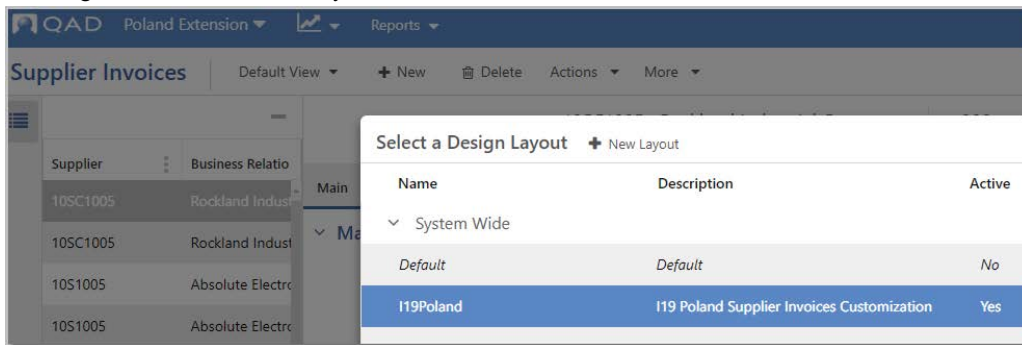 QAD Poland Extension Reports
Supplier Invoices Default View + New Delete Actions More
Select a Design Layout + New Layout
Supplier Business Relatio
Main
Name Description Active
10SC1005 Rockland Indust
System Wide
10SC1005 Rockland Indust
Default Default No
10S1005 Absolute Electro
I19Poland I19 Poland Supplier Invoices Customization Yes
10S1005 Absolute Electro